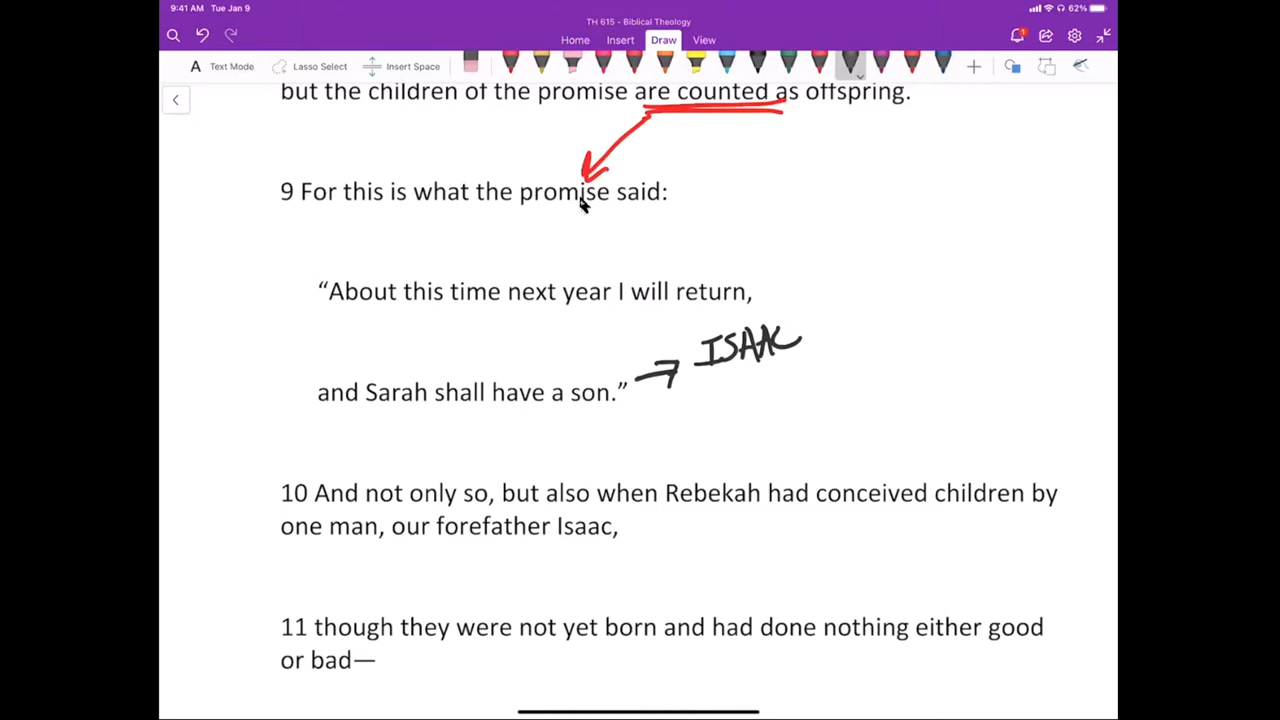 9:41 AM Tue Jan 9
62%
TH 615 - Biblical Theology
Home Insert Draw View
1
A Text Mode Lasso Select Insert Space
but the children of the promise are counted as offspring.
9 For this is what the promise said:
“About this time next year I will return,
ISAAC
and Sarah shall have a son.”
10 And not only so, but also when Rebekah had conceived children by
one man, our forefather Isaac,
11 though they were not yet born and had done nothing either good
or bad—